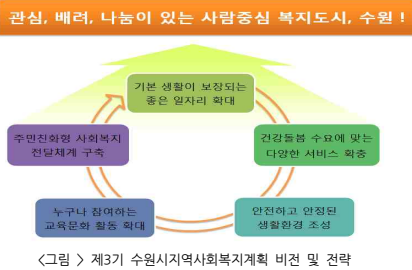 관심, 배려, 나눔이 있는 사람중심 복지도시, 수원 !
기본 생활이 보장되는
좋은 일자리 확대
주민친화형 사회복지
전달체계 구축
건강돌봄 수요에 맞는
다양한 서비스 확충
누구나 참여하는
교육문화 활동 확대
안전하고 안정된
생활환경 조성
<그림 > 제3기 수원시지역사회복지계획 비전 및 전략